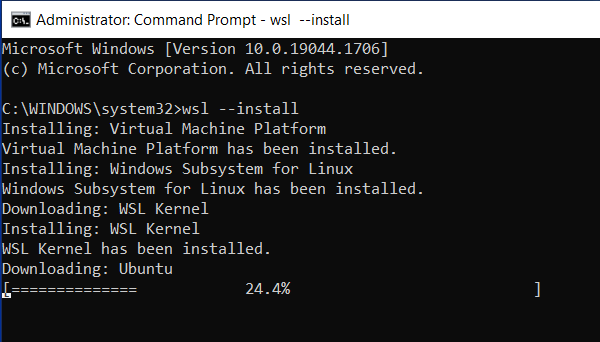 Administrator: Command Prompt - wsl  --install
Microsoft Windows [Version 10.0.19044.1706]
(c) Microsoft Corporation. All rights reserved.
C:\WINDOWS\system32>wsl --install
Installing: Virtual Machine Platform
Virtual Machine Platform has been installed.
Installing: Windows Subsystem for Linux
Windows Subsystem for Linux has been installed.
Downloading: WSL Kernel
Installing: WSL Kernel
WSL Kernel has been installed.
Downloading: Ubuntu
[==============             24.4%                              ]